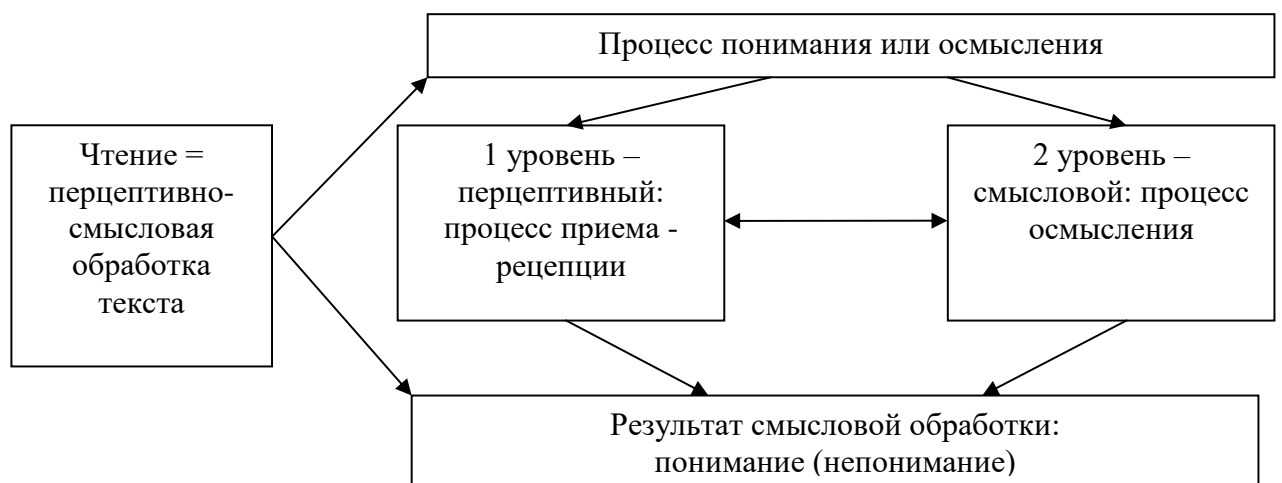 Процесс понимания или осмысления
Чтение =
перцептивно-
смысловая
обработка
текста
1 уровень –
перцептивный:
процесс приема -
рецепции
2 уровень –
смысловой: процесс
осмысления
Результат смысловой обработки:
понимание (непонимание)